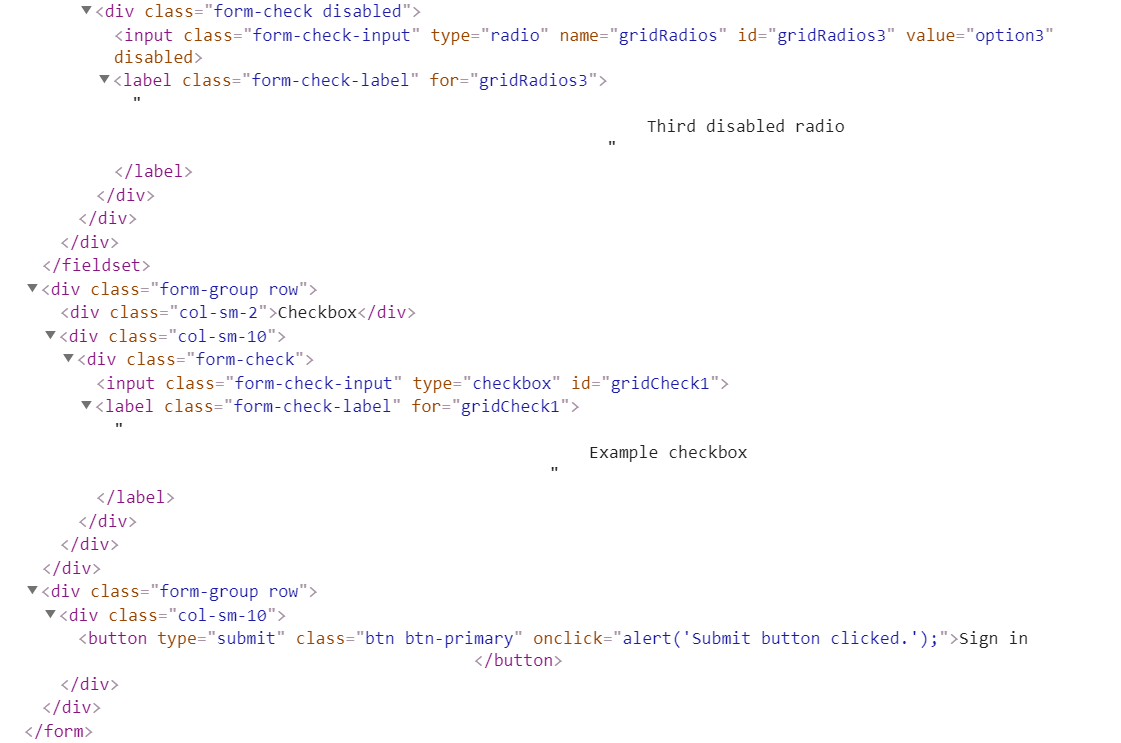 ▼<div class="form-check disabled">
<input class="form-check-input" type="radio" name="gridRadios" id="gridRadios3" value="option3"
disabled>
▼<label class="form-check-label" for="gridRadios3">
"
Third disabled radio
"
</label>
</div>
</div>
</div>
</fieldset>
▼<div class="form-group row">
<div class="col-sm-2">Checkbox</div>
▼<div class="col-sm-10">
▼<div class="form-check">
<input class="form-check-input" type="checkbox" id="gridCheck1">
▼<label class="form-check-label" for="gridCheck1">
"
Example checkbox
"
</label>
</div>
</div>
</div>
▼<div class="form-group row">
▼<div class="col-sm-10">
<button type="submit" class="btn btn-primary" onclick="alert('Submit button clicked.');">Sign in
</button>
</div>
</div>
</form>